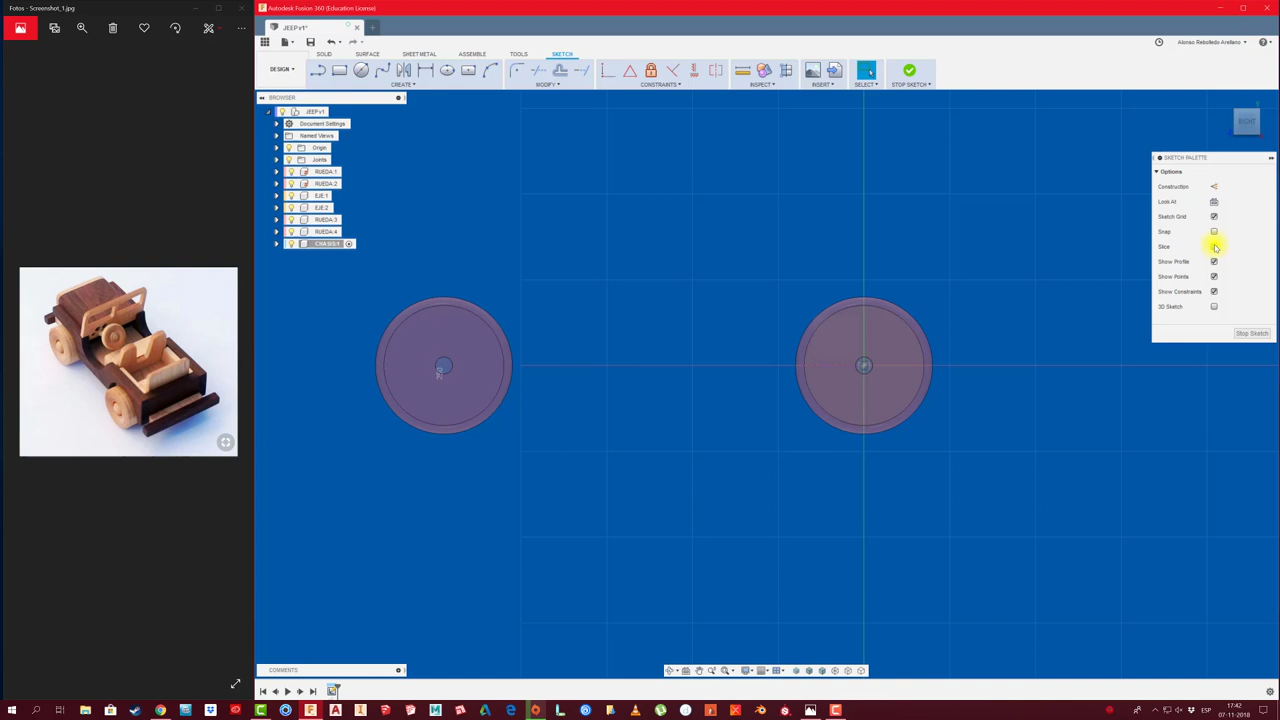 Fotos - Screenshot_1.jpg
Autodesk Fusion 360 (Education License)
JEEP v1*
Alonso Rebolledo Arellano
SOLID SURFACE SHEET METAL ASSEMBLE TOOLS SKETCH
DESIGN
CREATE MODIFY CONSTRAINTS INSPECT INSERT SELECT STOP SKETCH
BROWSER
JEEP v1
Document Settings
Named Views
Origin
Joints
RUEDA:1
RUEDA:2
EJE:1
EJE:2
RUEDA:3
RUEDA:4
CHASIS:1
RIGHT
SKETCH PALETTE
Options
Construction
Look At
Sketch Grid
Snap
Slice
Show Profile
Show Points
Show Constraints
3D Sketch
Stop Sketch
COMMENTS
ESP
17:42
07-11-2018